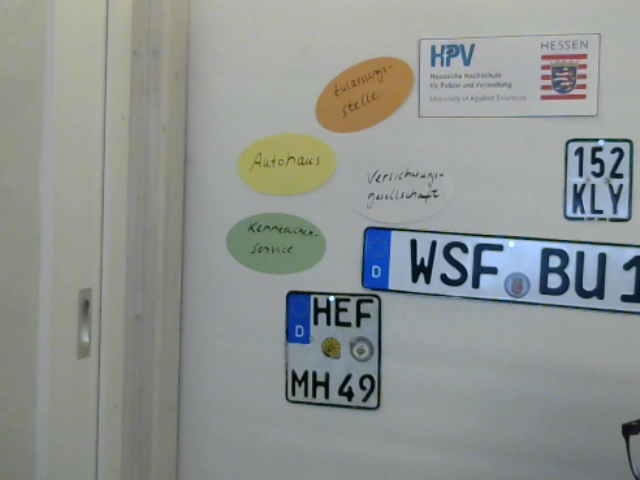 HPV
HESSEN
Hessische Hochschule
für Polizei und Verwaltung
University of Applied Sciences
Zulassungs-
stelle
Autohaus
Versicherungs-
gesellschaft
Kennzeichen-
service
152
KLY
D
WSF BU 1
D
HEF
MH 49